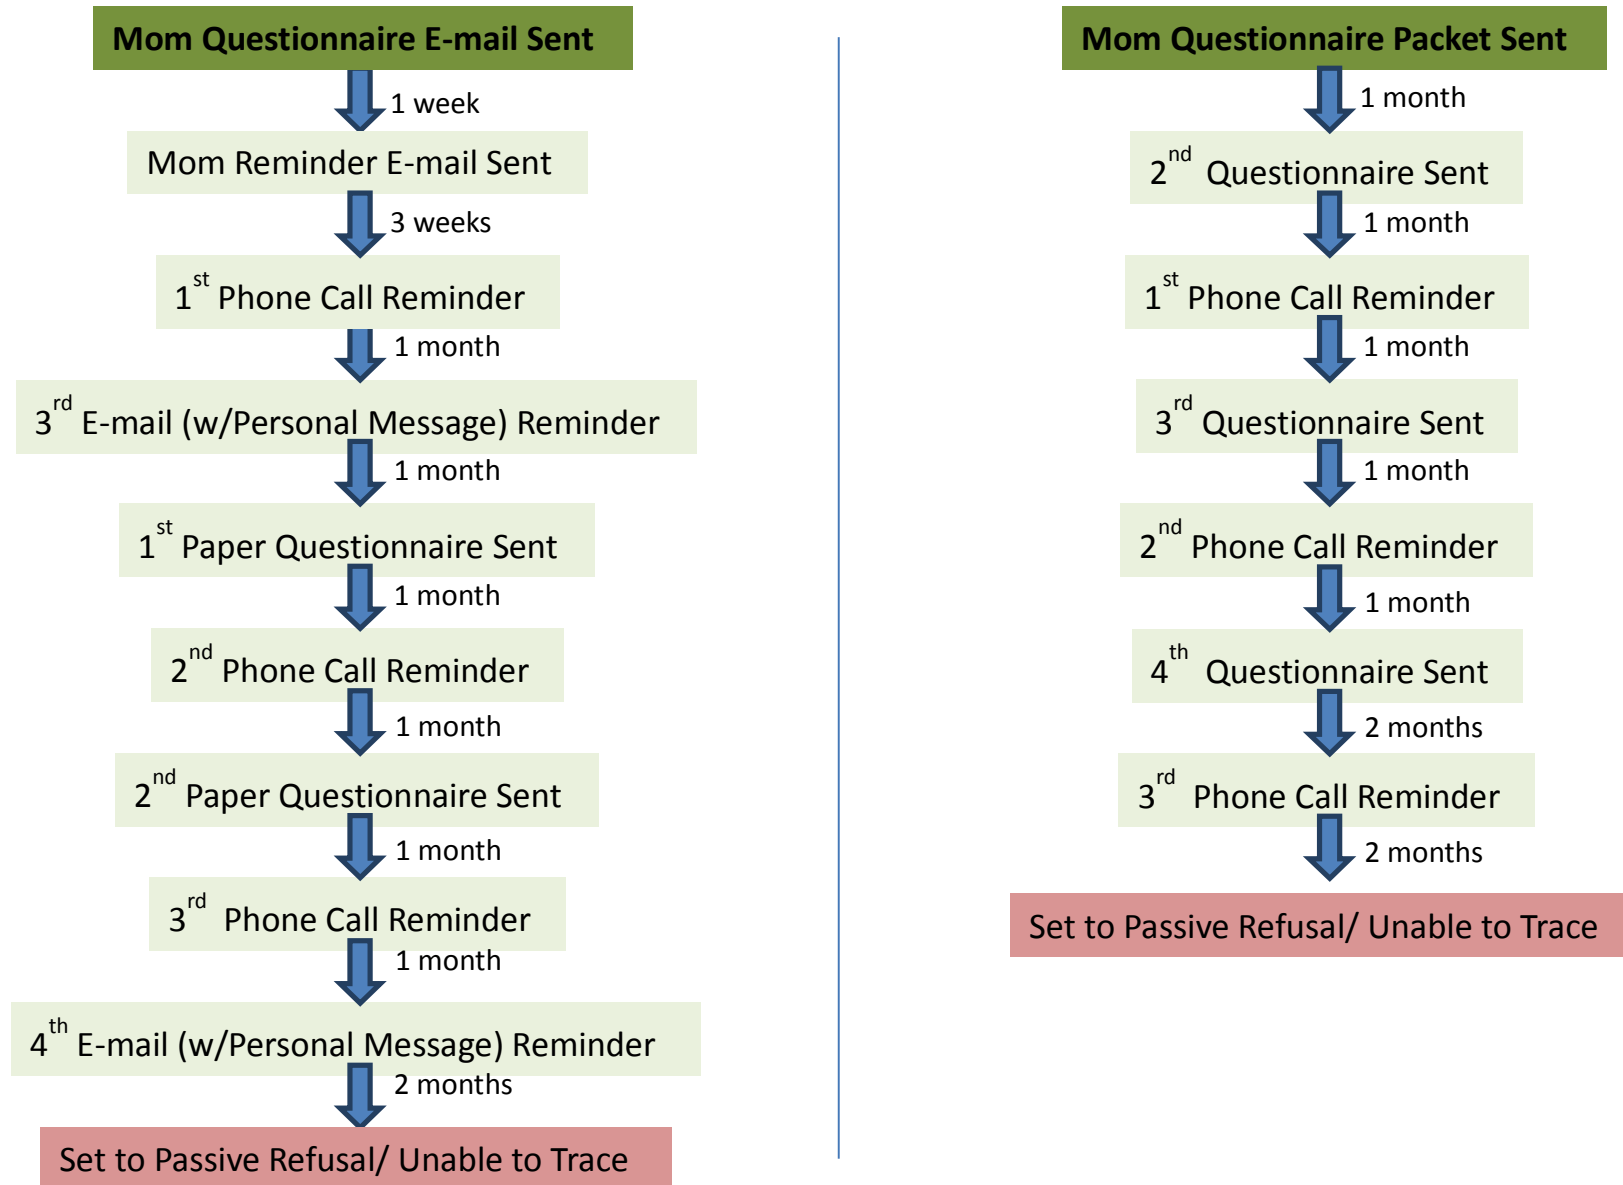 Mom Questionnaire E-mail Sent
1 week
Mom Reminder E-mail Sent
3 weeks
1st Phone Call Reminder
1 month
3rd E-mail (w/Personal Message) Reminder
1 month
1st Paper Questionnaire Sent
1 month
2nd Phone Call Reminder
1 month
2nd Paper Questionnaire Sent
1 month
3rd Phone Call Reminder
1 month
4th E-mail (w/Personal Message) Reminder
2 months
Set to Passive Refusal/ Unable to Trace
Mom Questionnaire Packet Sent
1 month
2nd Questionnaire Sent
1 month
1st Phone Call Reminder
1 month
3rd Questionnaire Sent
1 month
2nd Phone Call Reminder
1 month
4th Questionnaire Sent
2 months
3rd Phone Call Reminder
2 months
Set to Passive Refusal/ Unable to Trace